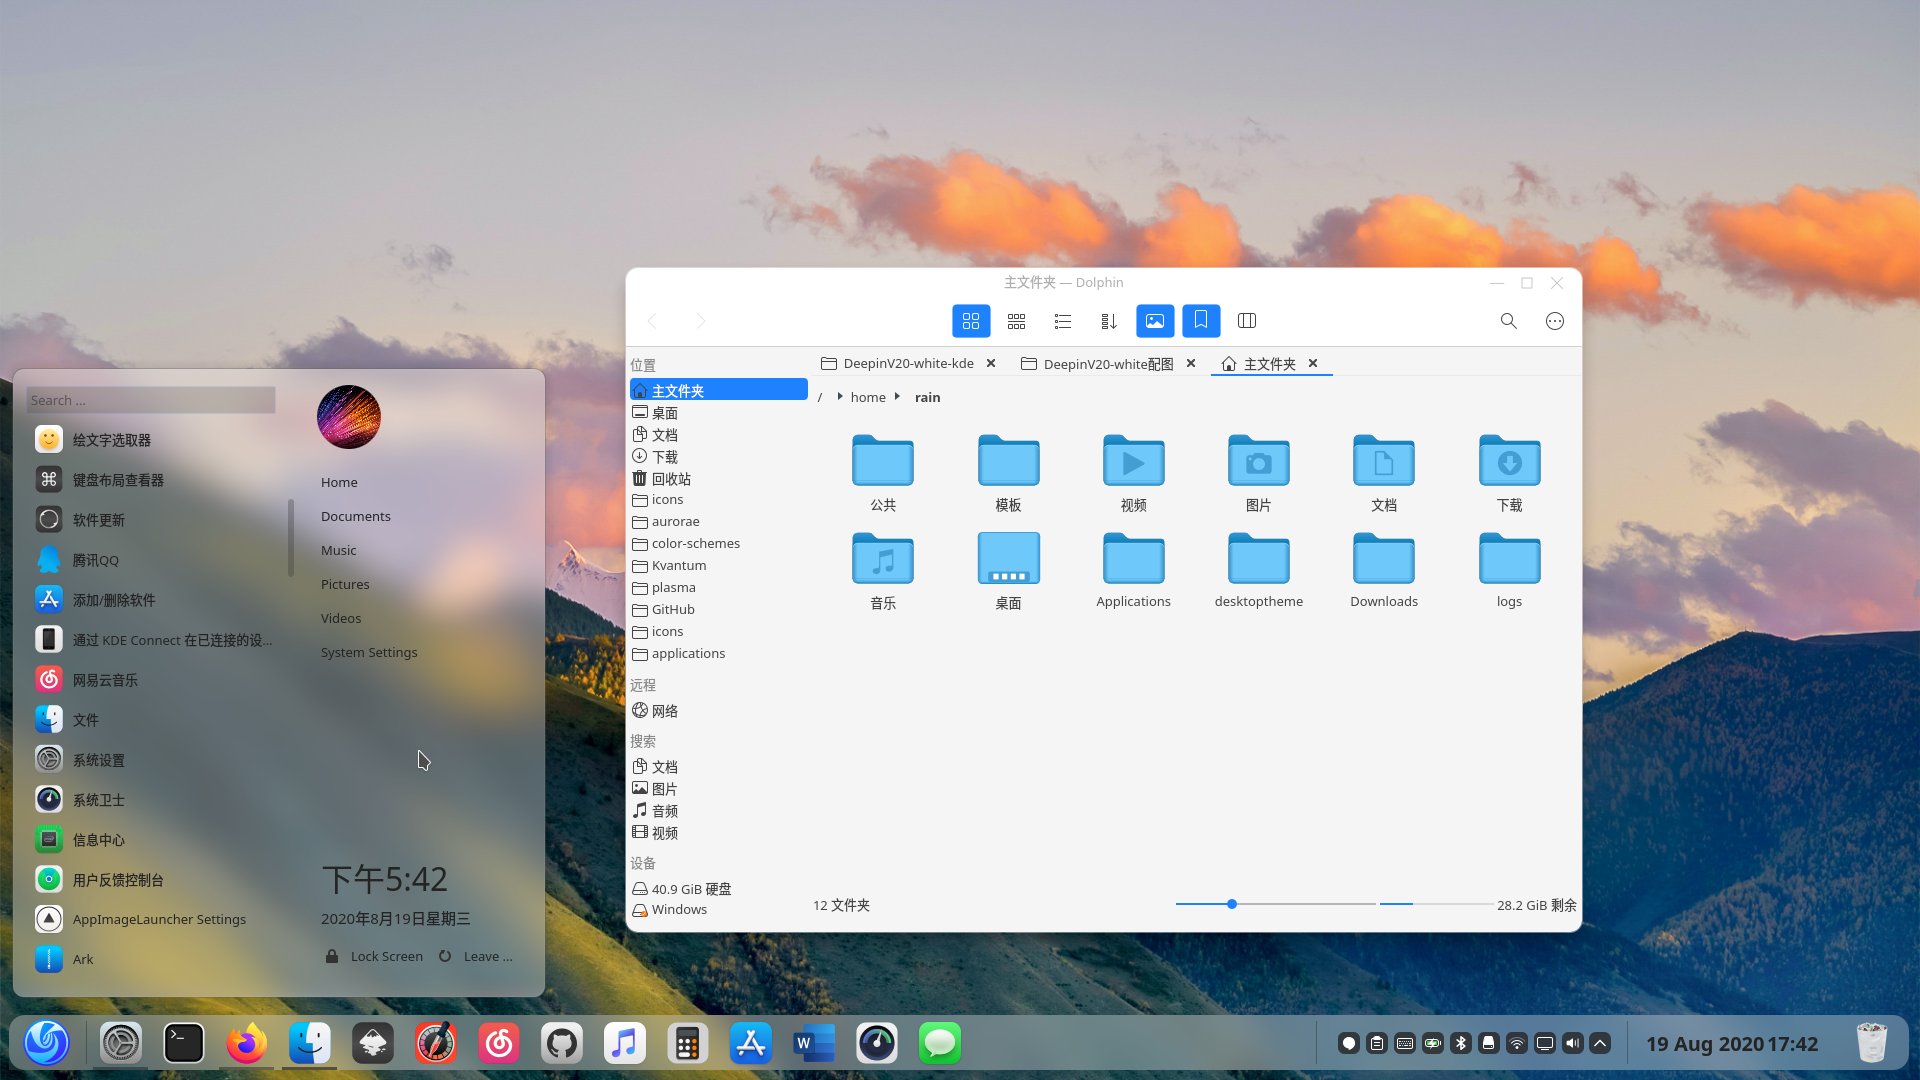 主文件夹 — Dolphin
位置
主文件夹
桌面
文档
下载
回收站
icons
aurorae
color-schemes
Kvantum
plasma
GitHub
icons
applications
远程
网络
搜索
文档
图片
音频
视频
设备
40.9 GiB 硬盘
Windows
DeepinV20-white-kde
DeepinV20-white配图
主文件夹
/ home rain
公共 模板 视频 图片 文档 下载
音乐 桌面 Applications desktoptheme Downloads logs
12 文件夹
28.2 GiB 剩余
Search ...
绘文字选取器
键盘布局查看器
软件更新
腾讯QQ
添加/删除软件
通过 KDE Connect 在已连接的设...
网易云音乐
文件
系统设置
系统卫士
信息中心
用户反馈控制台
AppImageLauncher Settings
Ark
Home
Documents
Music
Pictures
Videos
System Settings
下午5:42
2020年8月19日星期三
Lock Screen
Leave ...
W
19 Aug 2020 17:42